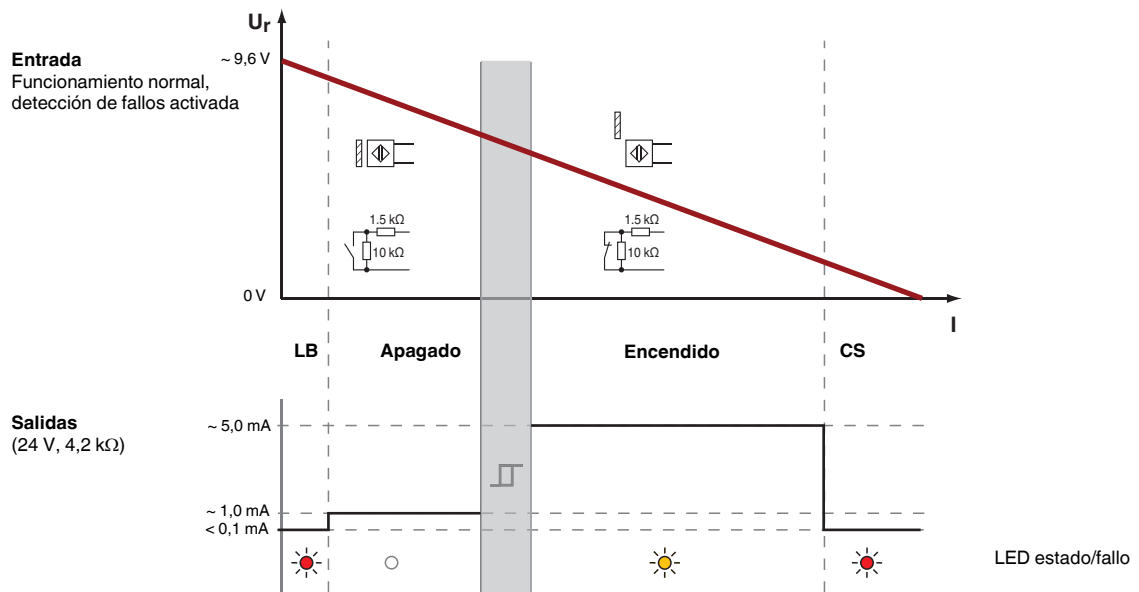 Ur
Entrada
Funcionamiento normal,
detección de fallos activada
~ 9,6 V
1.5 kΩ
10 kΩ
1.5 kΩ
10 kΩ
0 V
I
LB
Apagado
Encendido
CS
Salidas
(24 V, 4,2 kΩ)
~ 5,0 mA
~ 1,0 mA
< 0,1 mA
LED estado/fallo